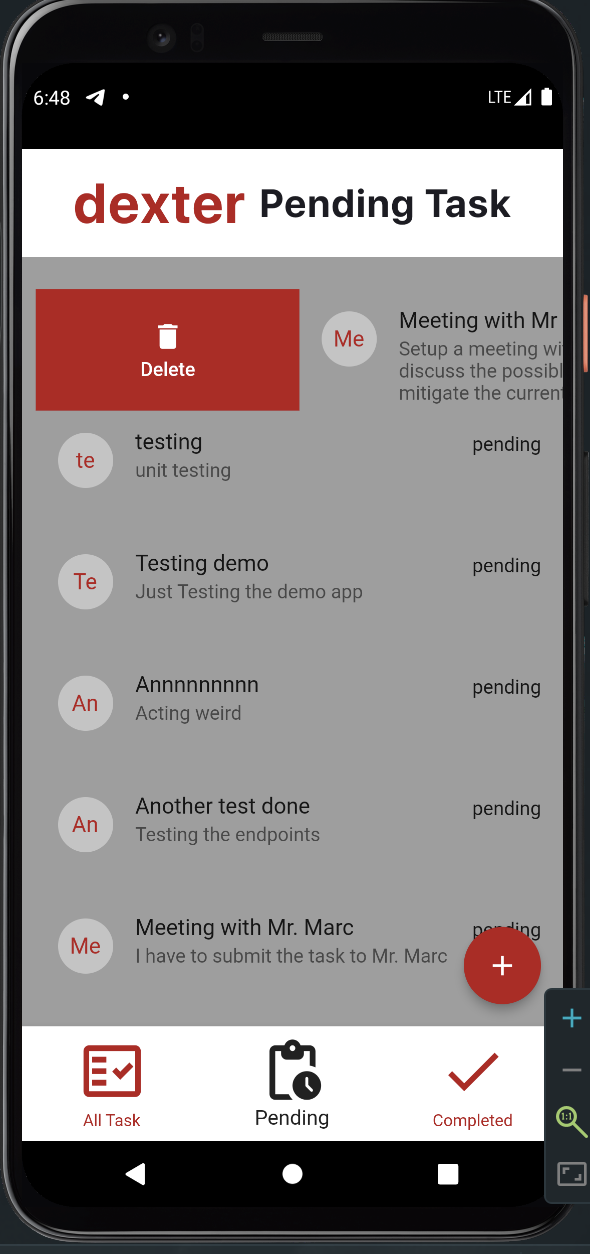 6:48
LTE
dexter Pending Task
Delete
Me
Meeting with Mr
Setup a meeting wi
discuss the possibl
mitigate the current
te
testing
pending
unit testing
Te
Testing demo
pending
Just Testing the demo app
An
Annnnnnnnn
pending
Acting weird
An
Another test done
pending
Testing the endpoints
Me
Meeting with Mr. Marc
pending
I have to submit the task to Mr. Marc
All Task
Pending
Completed
1:1